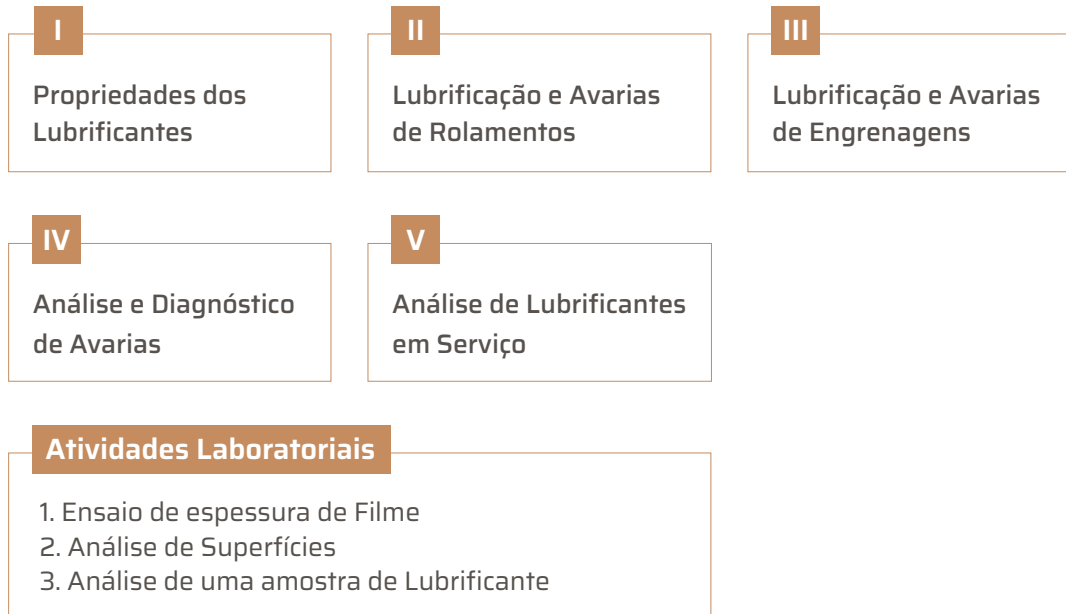 I
Propriedades dos
Lubrificantes
II
Lubrificação e Avarias
de Rolamentos
III
Lubrificação e Avarias
de Engrenagens
IV
Análise e Diagnóstico
de Avarias
V
Análise de Lubrificantes
em Serviço
Atividades Laboratoriais
1. Ensaio de espessura de Filme
2. Análise de Superfícies
3. Análise de uma amostra de Lubrificante